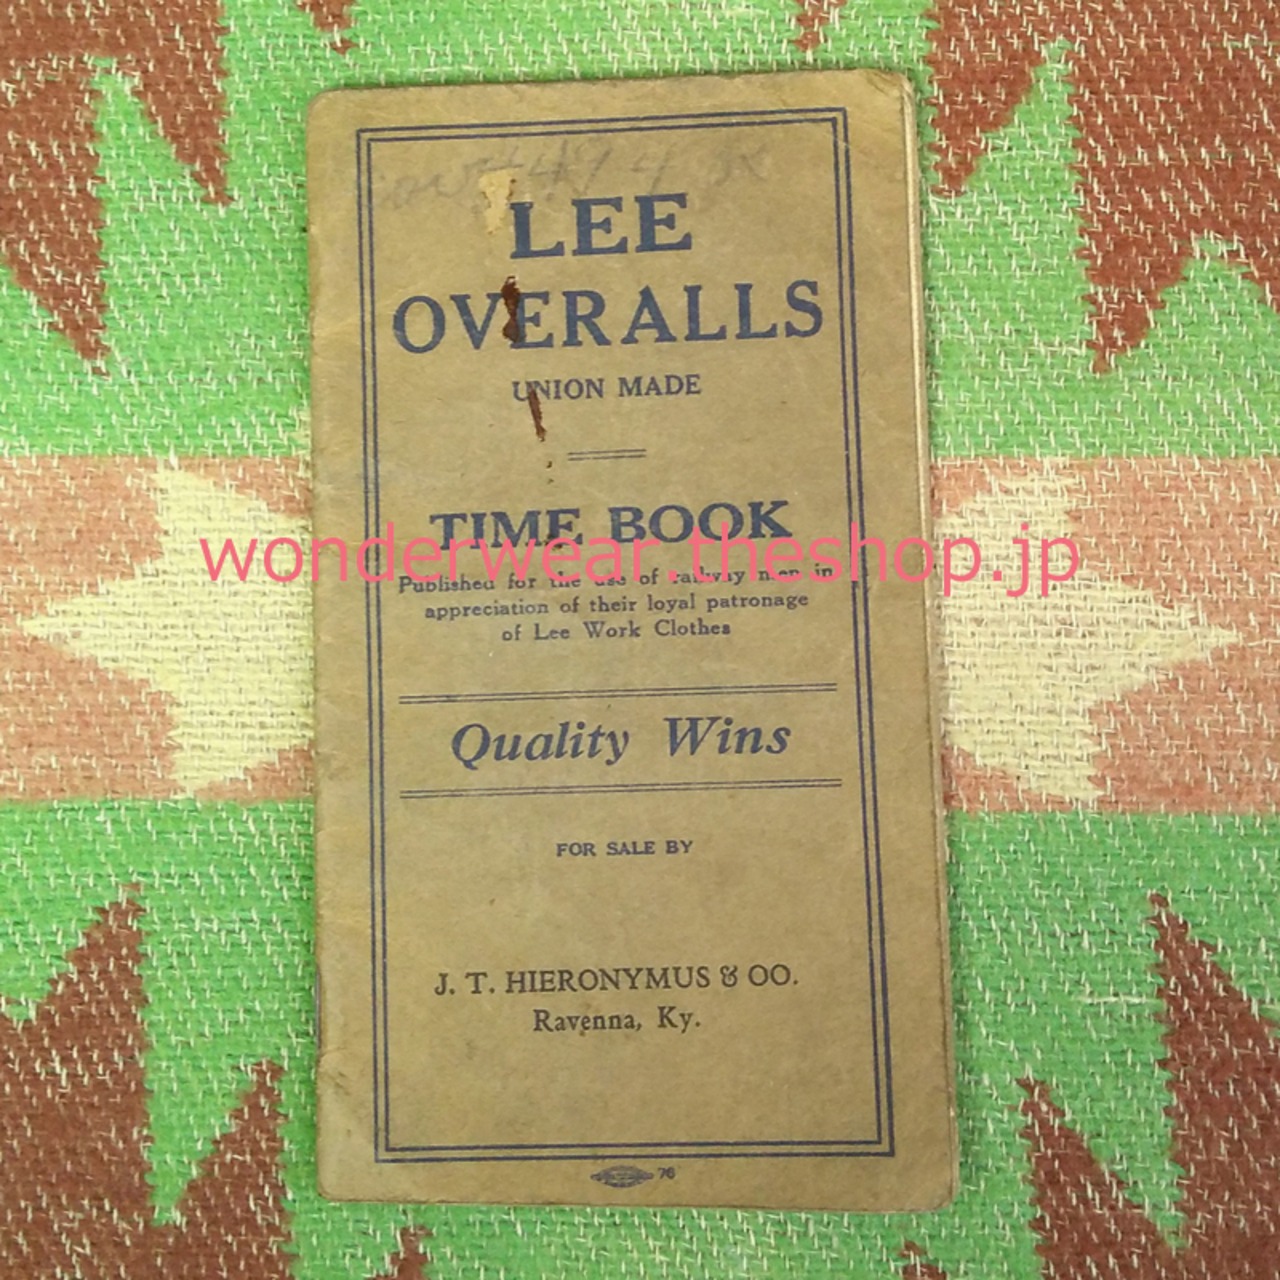 LEE
OVERALLS
UNION MADE
TIME BOOK
wonderwear.theshop.jp
Published for the use of railway men in
appreciation of their loyal patronage
of Lee Work Clothes
Quality Wins
FOR SALE BY
J. T. HIERONYMUS & OO.
Ravenna, Ky.
76